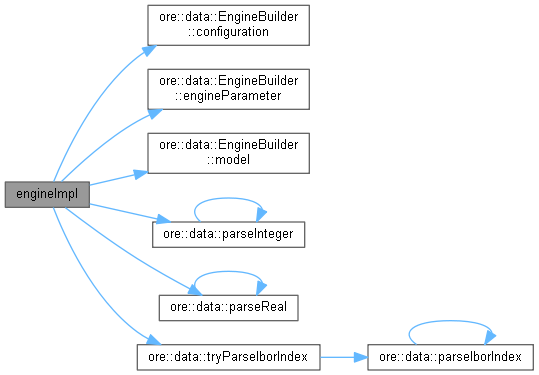 ore::data::EngineBuilder
::configuration
ore::data::EngineBuilder
::engineParameter
ore::data::EngineBuilder
::model
engineImpl
ore::data::parseInteger
ore::data::parseReal
ore::data::tryParseIborIndex
ore::data::parseIborIndex